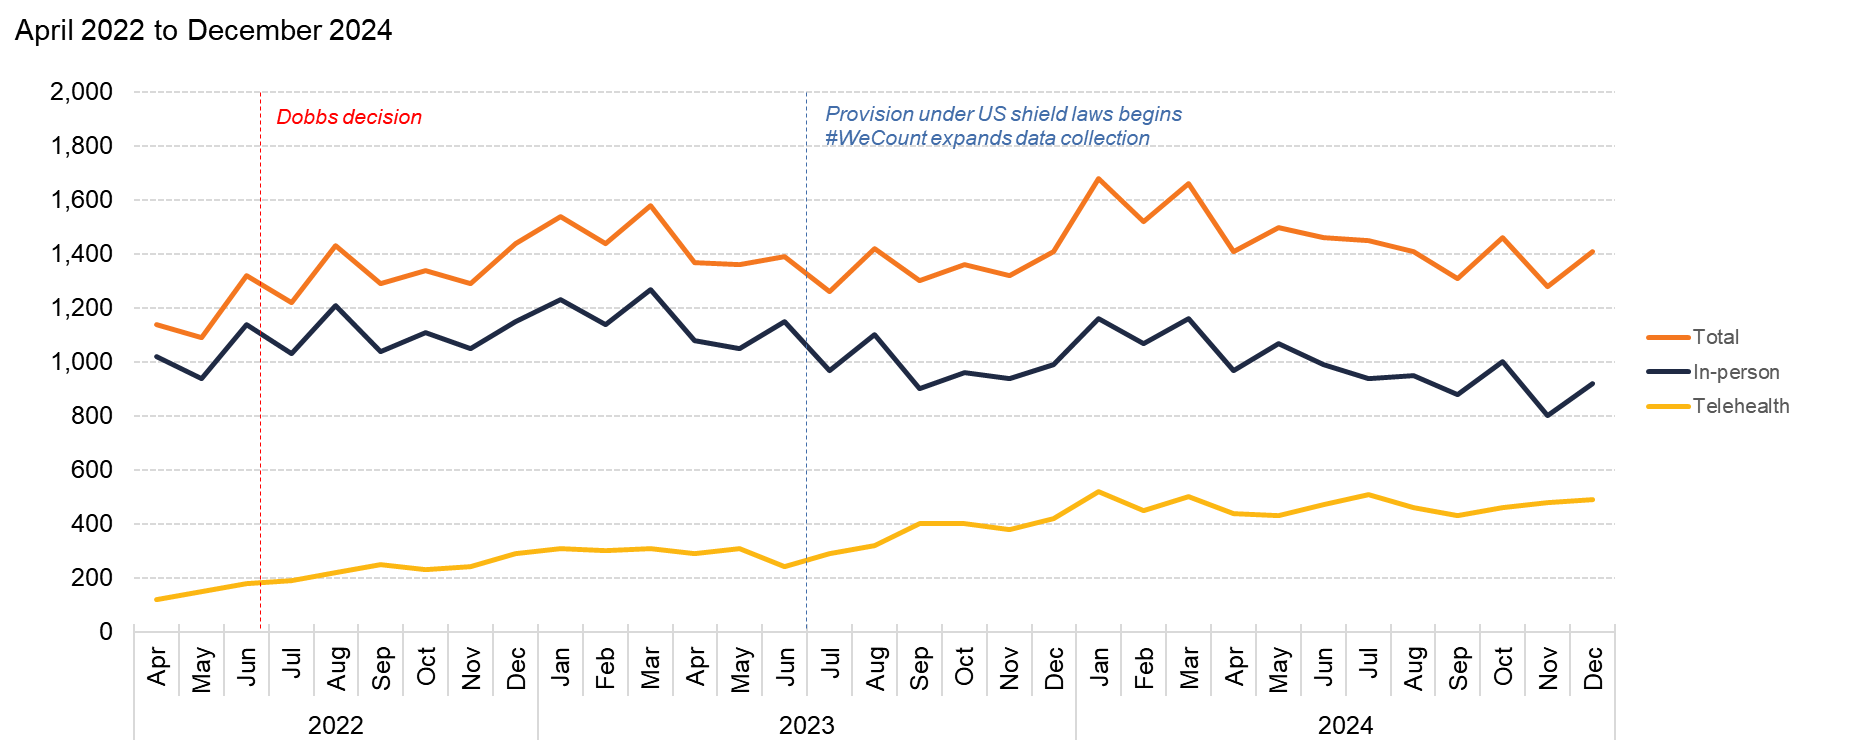 April 2022 to December 2024
2,000
1,800
1,600
1,400
1,200
1,000
800
600
400
200
0
Dobbs decision
Provision under US shield laws begins
#WeCount expands data collection
Total
In-person
Telehealth
Apr May Jun Jul Aug Sep Oct Nov Dec Jan Feb Mar Apr May Jun Jul Aug Sep Oct Nov Dec Jan Feb Mar Apr May Jun Jul Aug Sep Oct Nov Dec
2022 2023 2024